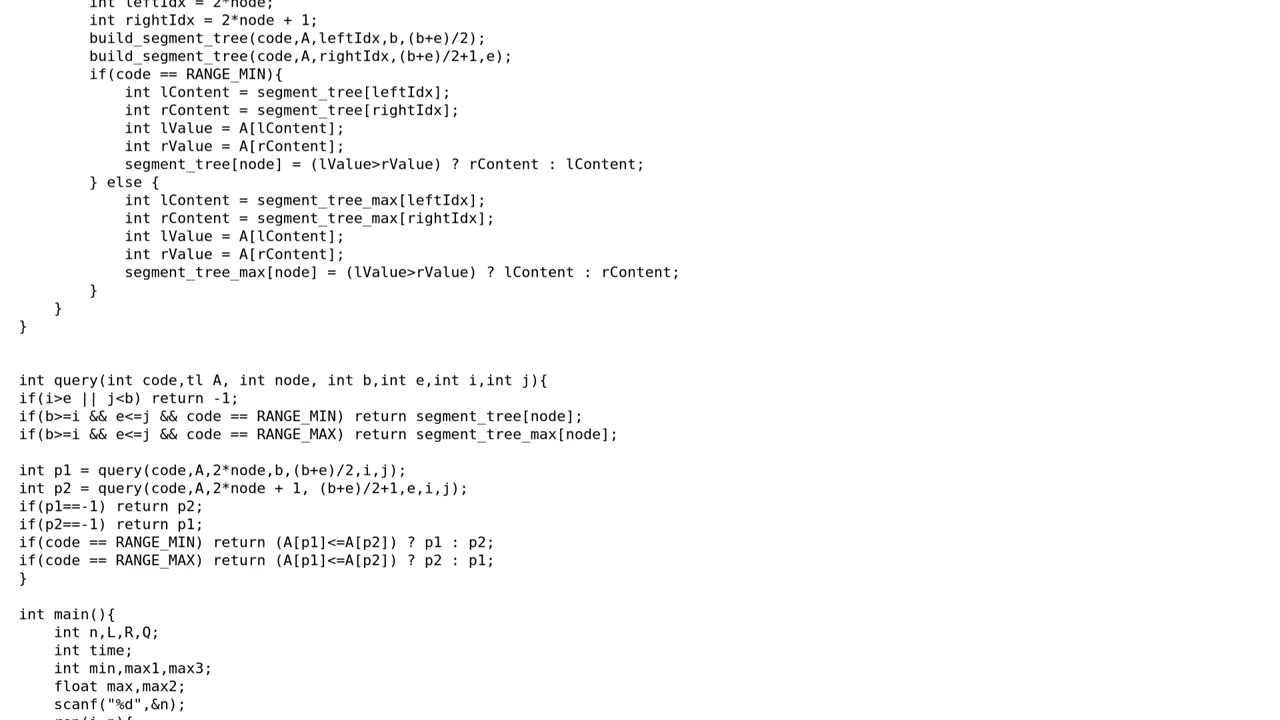 int leftIdx = 2*node;
int rightIdx = 2*node + 1;
build_segment_tree(code,A,leftIdx,b,(b+e)/2);
build_segment_tree(code,A,rightIdx,(b+e)/2+1,e);
if(code == RANGE_MIN){
int lContent = segment_tree[leftIdx];
int rContent = segment_tree[rightIdx];
int lValue = A[lContent];
int rValue = A[rContent];
segment_tree[node] = (lValue>rValue) ? rContent : lContent;
} else {
int lContent = segment_tree_max[leftIdx];
int rContent = segment_tree_max[rightIdx];
int lValue = A[lContent];
int rValue = A[rContent];
segment_tree_max[node] = (lValue>rValue) ? lContent : rContent;
}
}
}
int query(int code,tl A, int node, int b,int e,int i,int j){
if(i>e || j<b) return -1;
if(b>=i && e<=j && code == RANGE_MIN) return segment_tree[node];
if(b>=i && e<=j && code == RANGE_MAX) return segment_tree_max[node];
int p1 = query(code,A,2*node,b,(b+e)/2,i,j);
int p2 = query(code,A,2*node + 1, (b+e)/2+1,e,i,j);
if(p1==-1) return p2;
if(p2==-1) return p1;
if(code == RANGE_MIN) return (A[p1]<=A[p2]) ? p1 : p2;
if(code == RANGE_MAX) return (A[p1]<=A[p2]) ? p2 : p1;
}
int main(){
int n,L,R,Q;
int time;
int min,max1,max3;
float max,max2;
scanf("%d",&n);